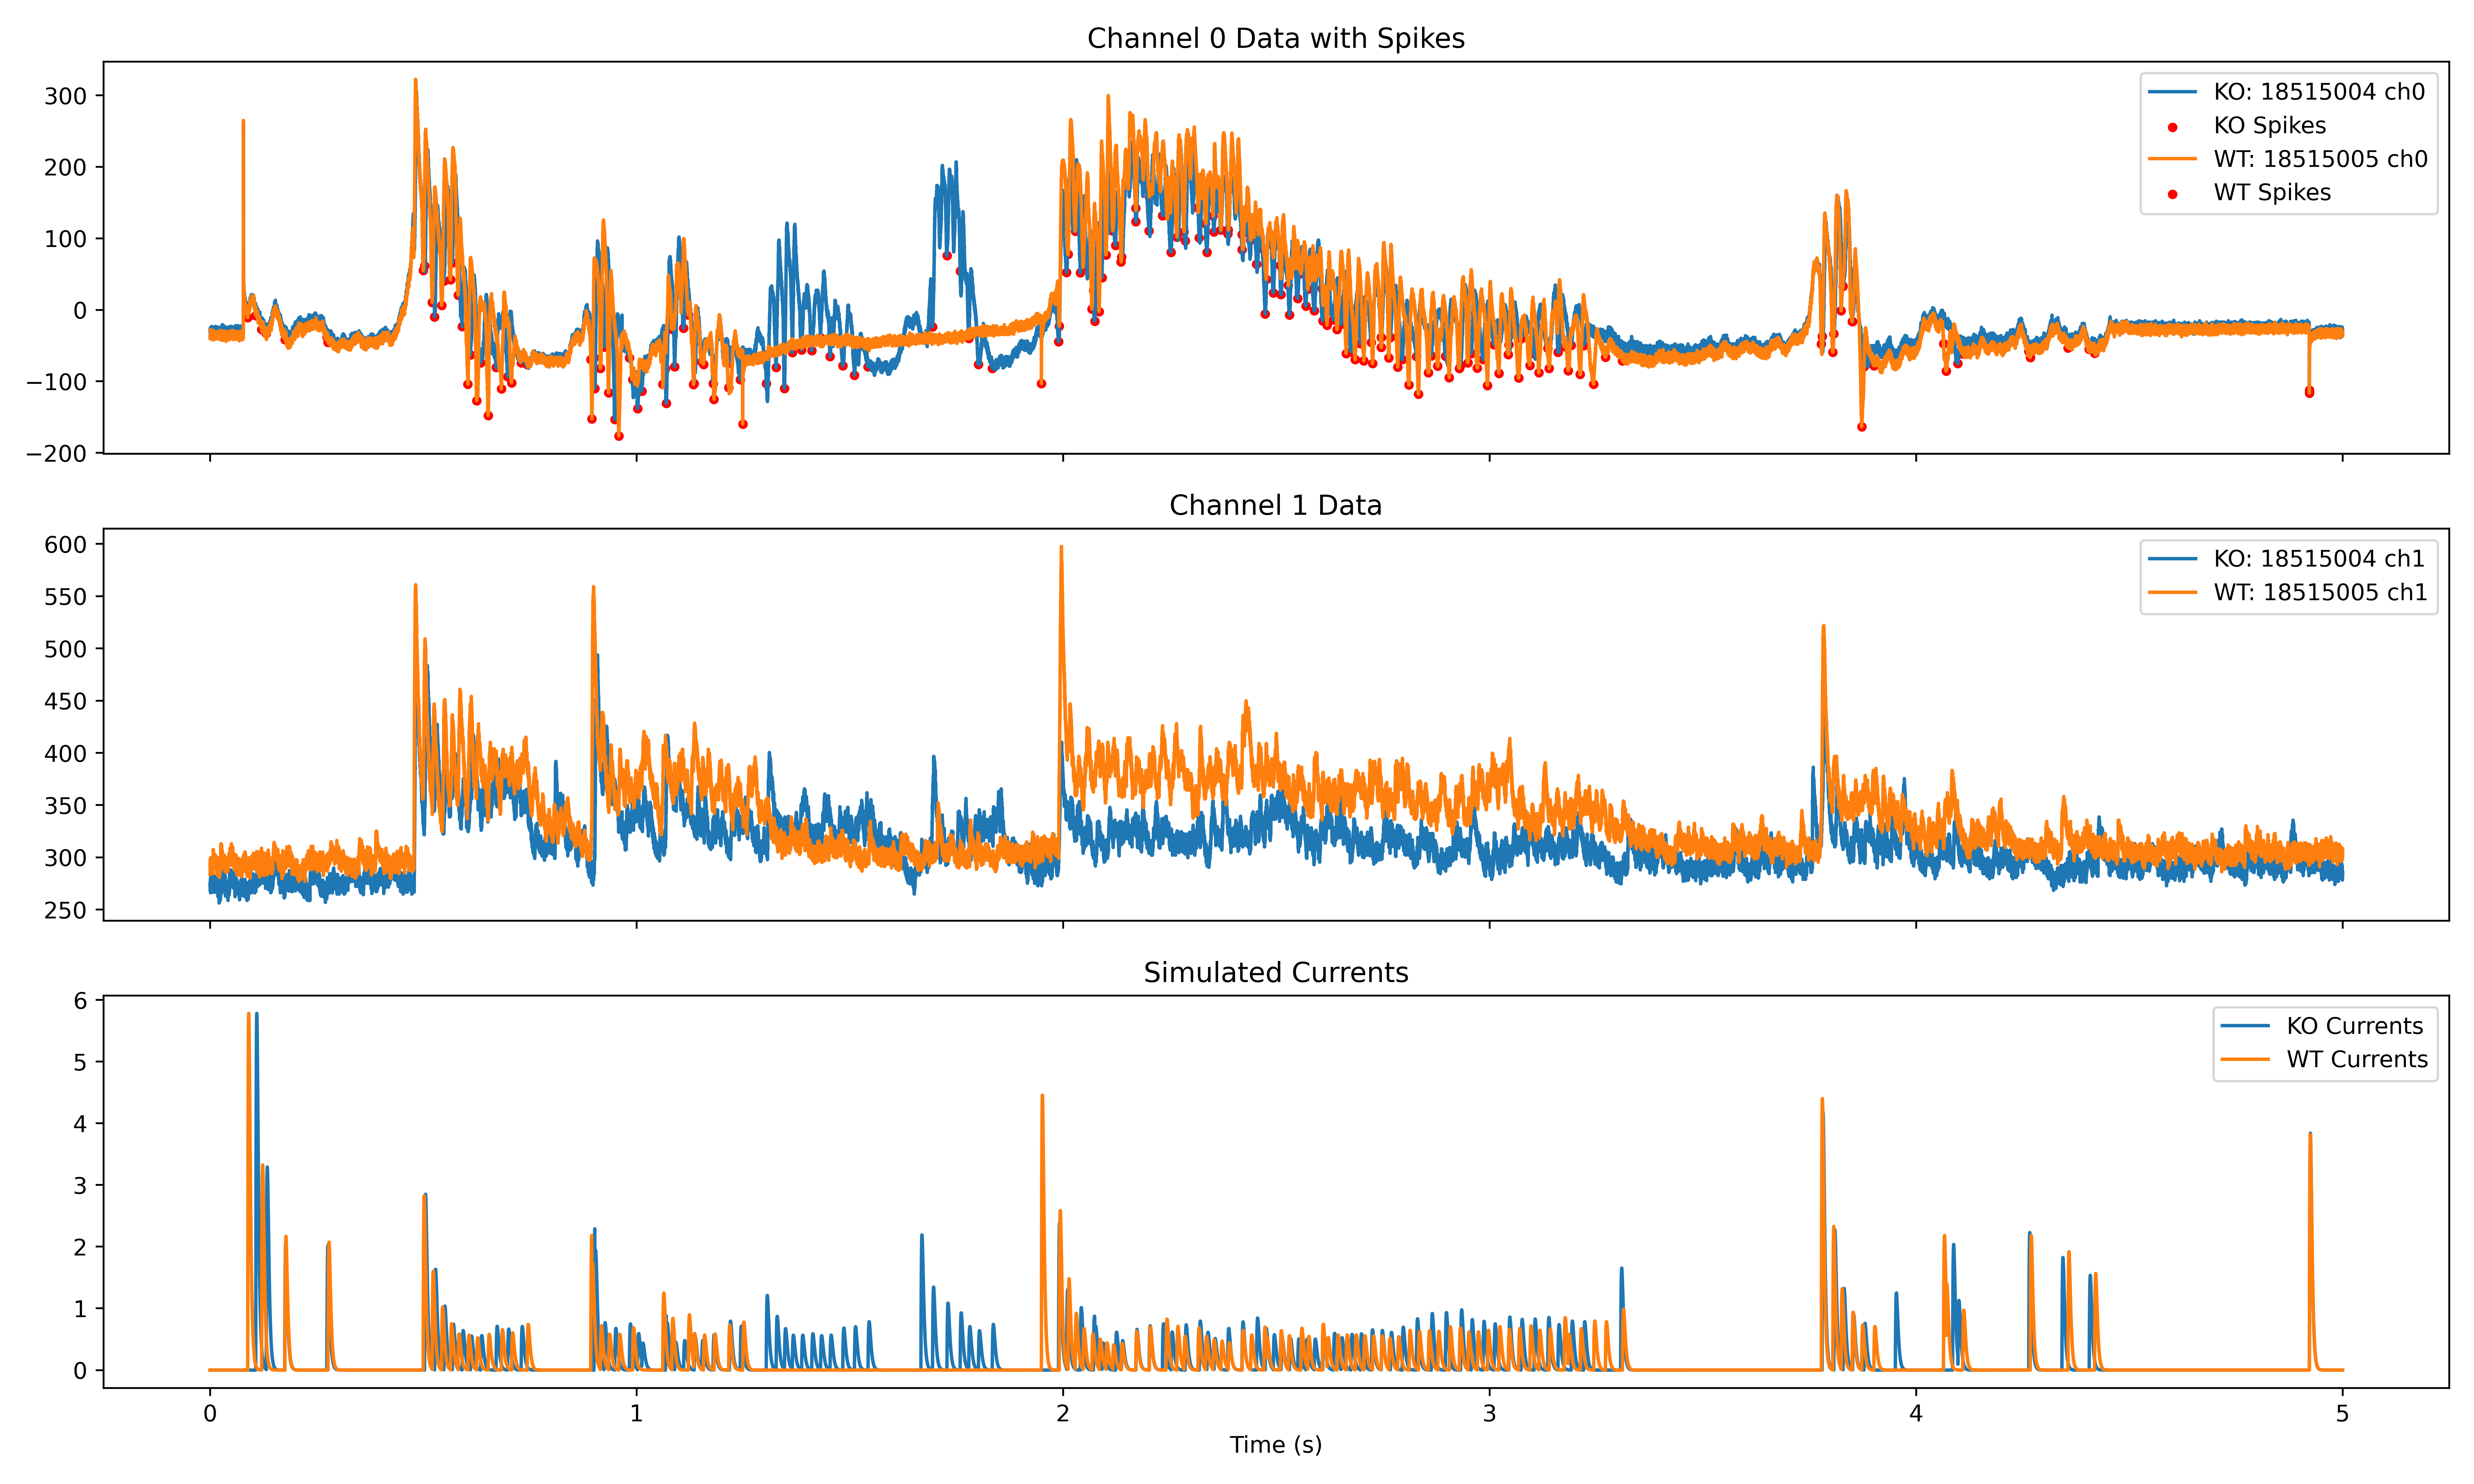 Channel 0 Data with Spikes
300
200
100
0
−100
−200
KO: 18515004 ch0
KO Spikes
WT: 18515005 ch0
WT Spikes
Channel 1 Data
600
550
500
450
400
350
300
250
KO: 18515004 ch1
WT: 18515005 ch1
Simulated Currents
6
5
4
3
2
1
0
KO Currents
WT Currents
0 1 2 3 4 5
Time (s)